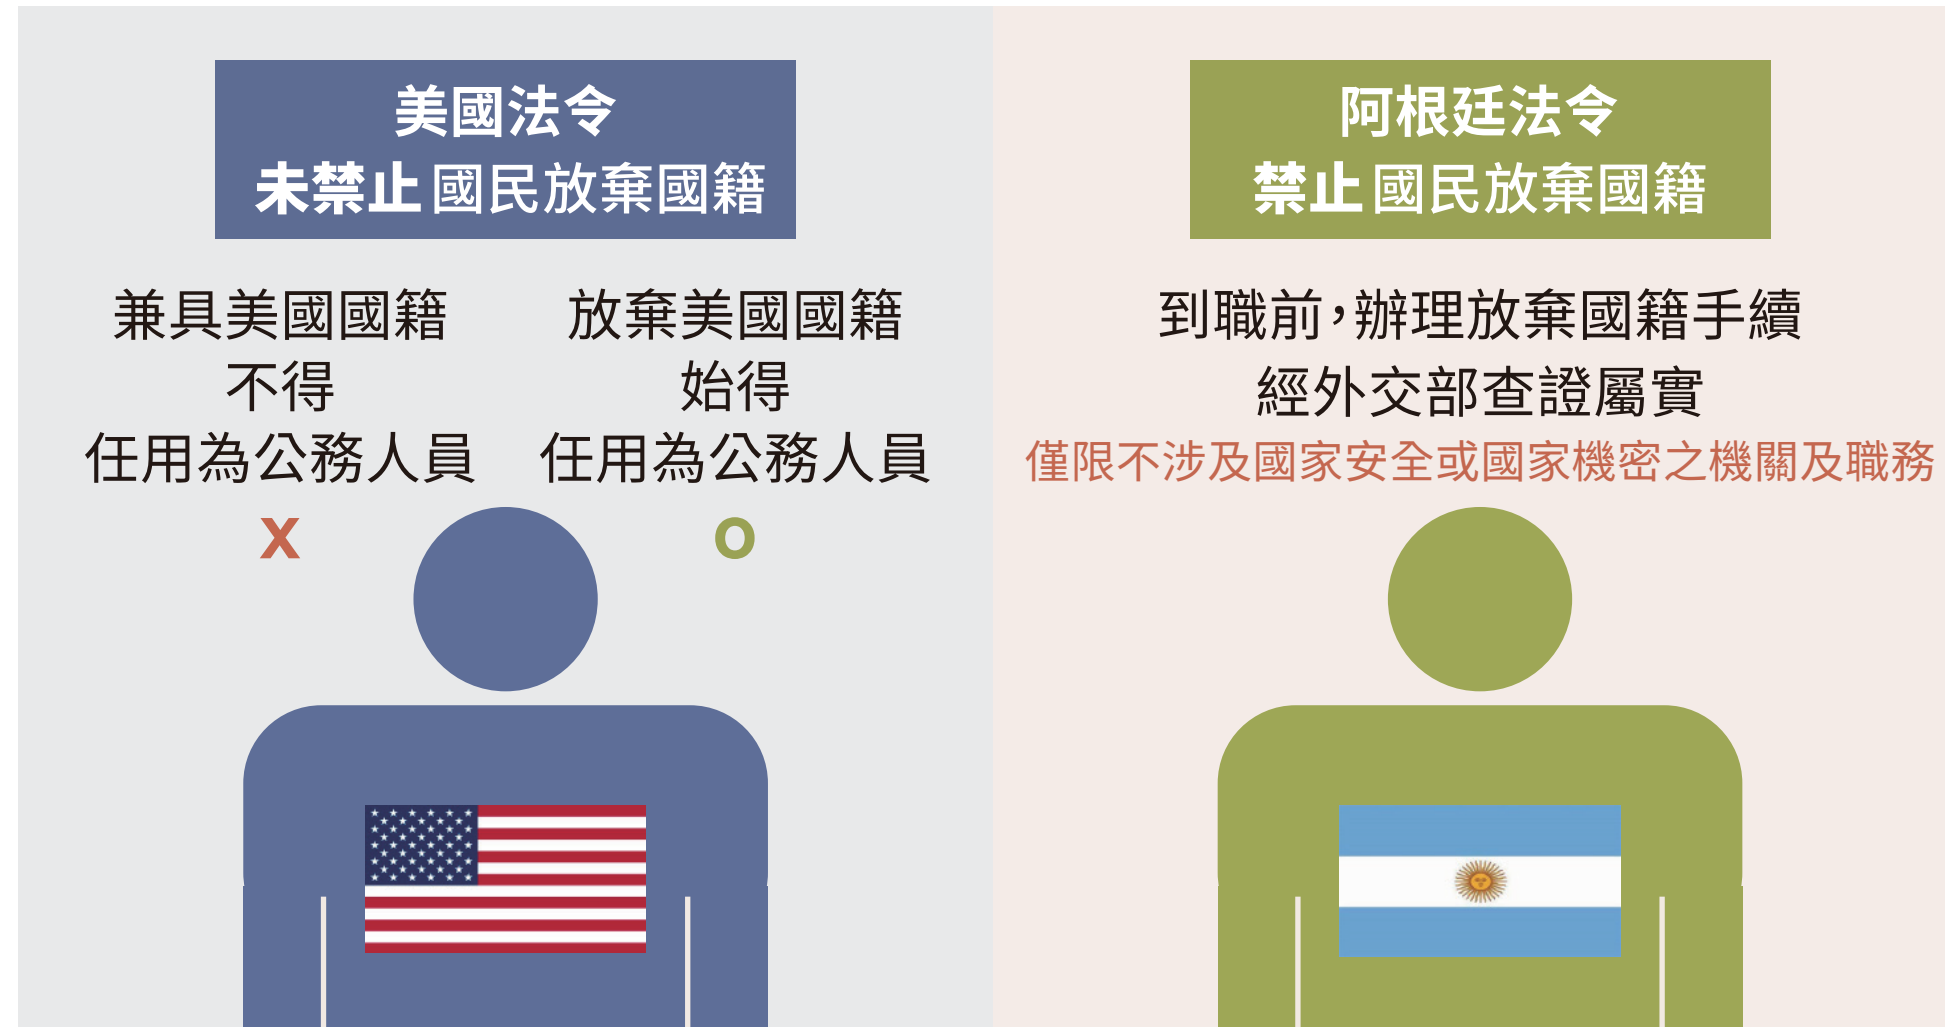 美國法令
未禁止國民放棄國籍
兼具美國國籍
不得
任用為公務人員
x
放棄美國國籍
始得
任用為公務人員
o
阿根廷法令
禁止國民放棄國籍
到職前，辦理放棄國籍手續
經外交部查證屬實
僅限不涉及國家安全或國家機密之機關及職務